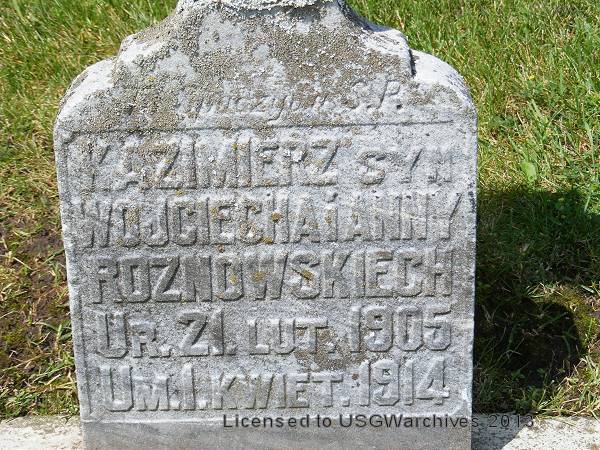 S.P.
KAZIMIERZ SYN
WOJCIECHA I ANNY
ROZNOWSKIECH
UR. 21. LUT. 1905
UM. 1. KWIET. 1914
Licensed to USGWarchives 2013